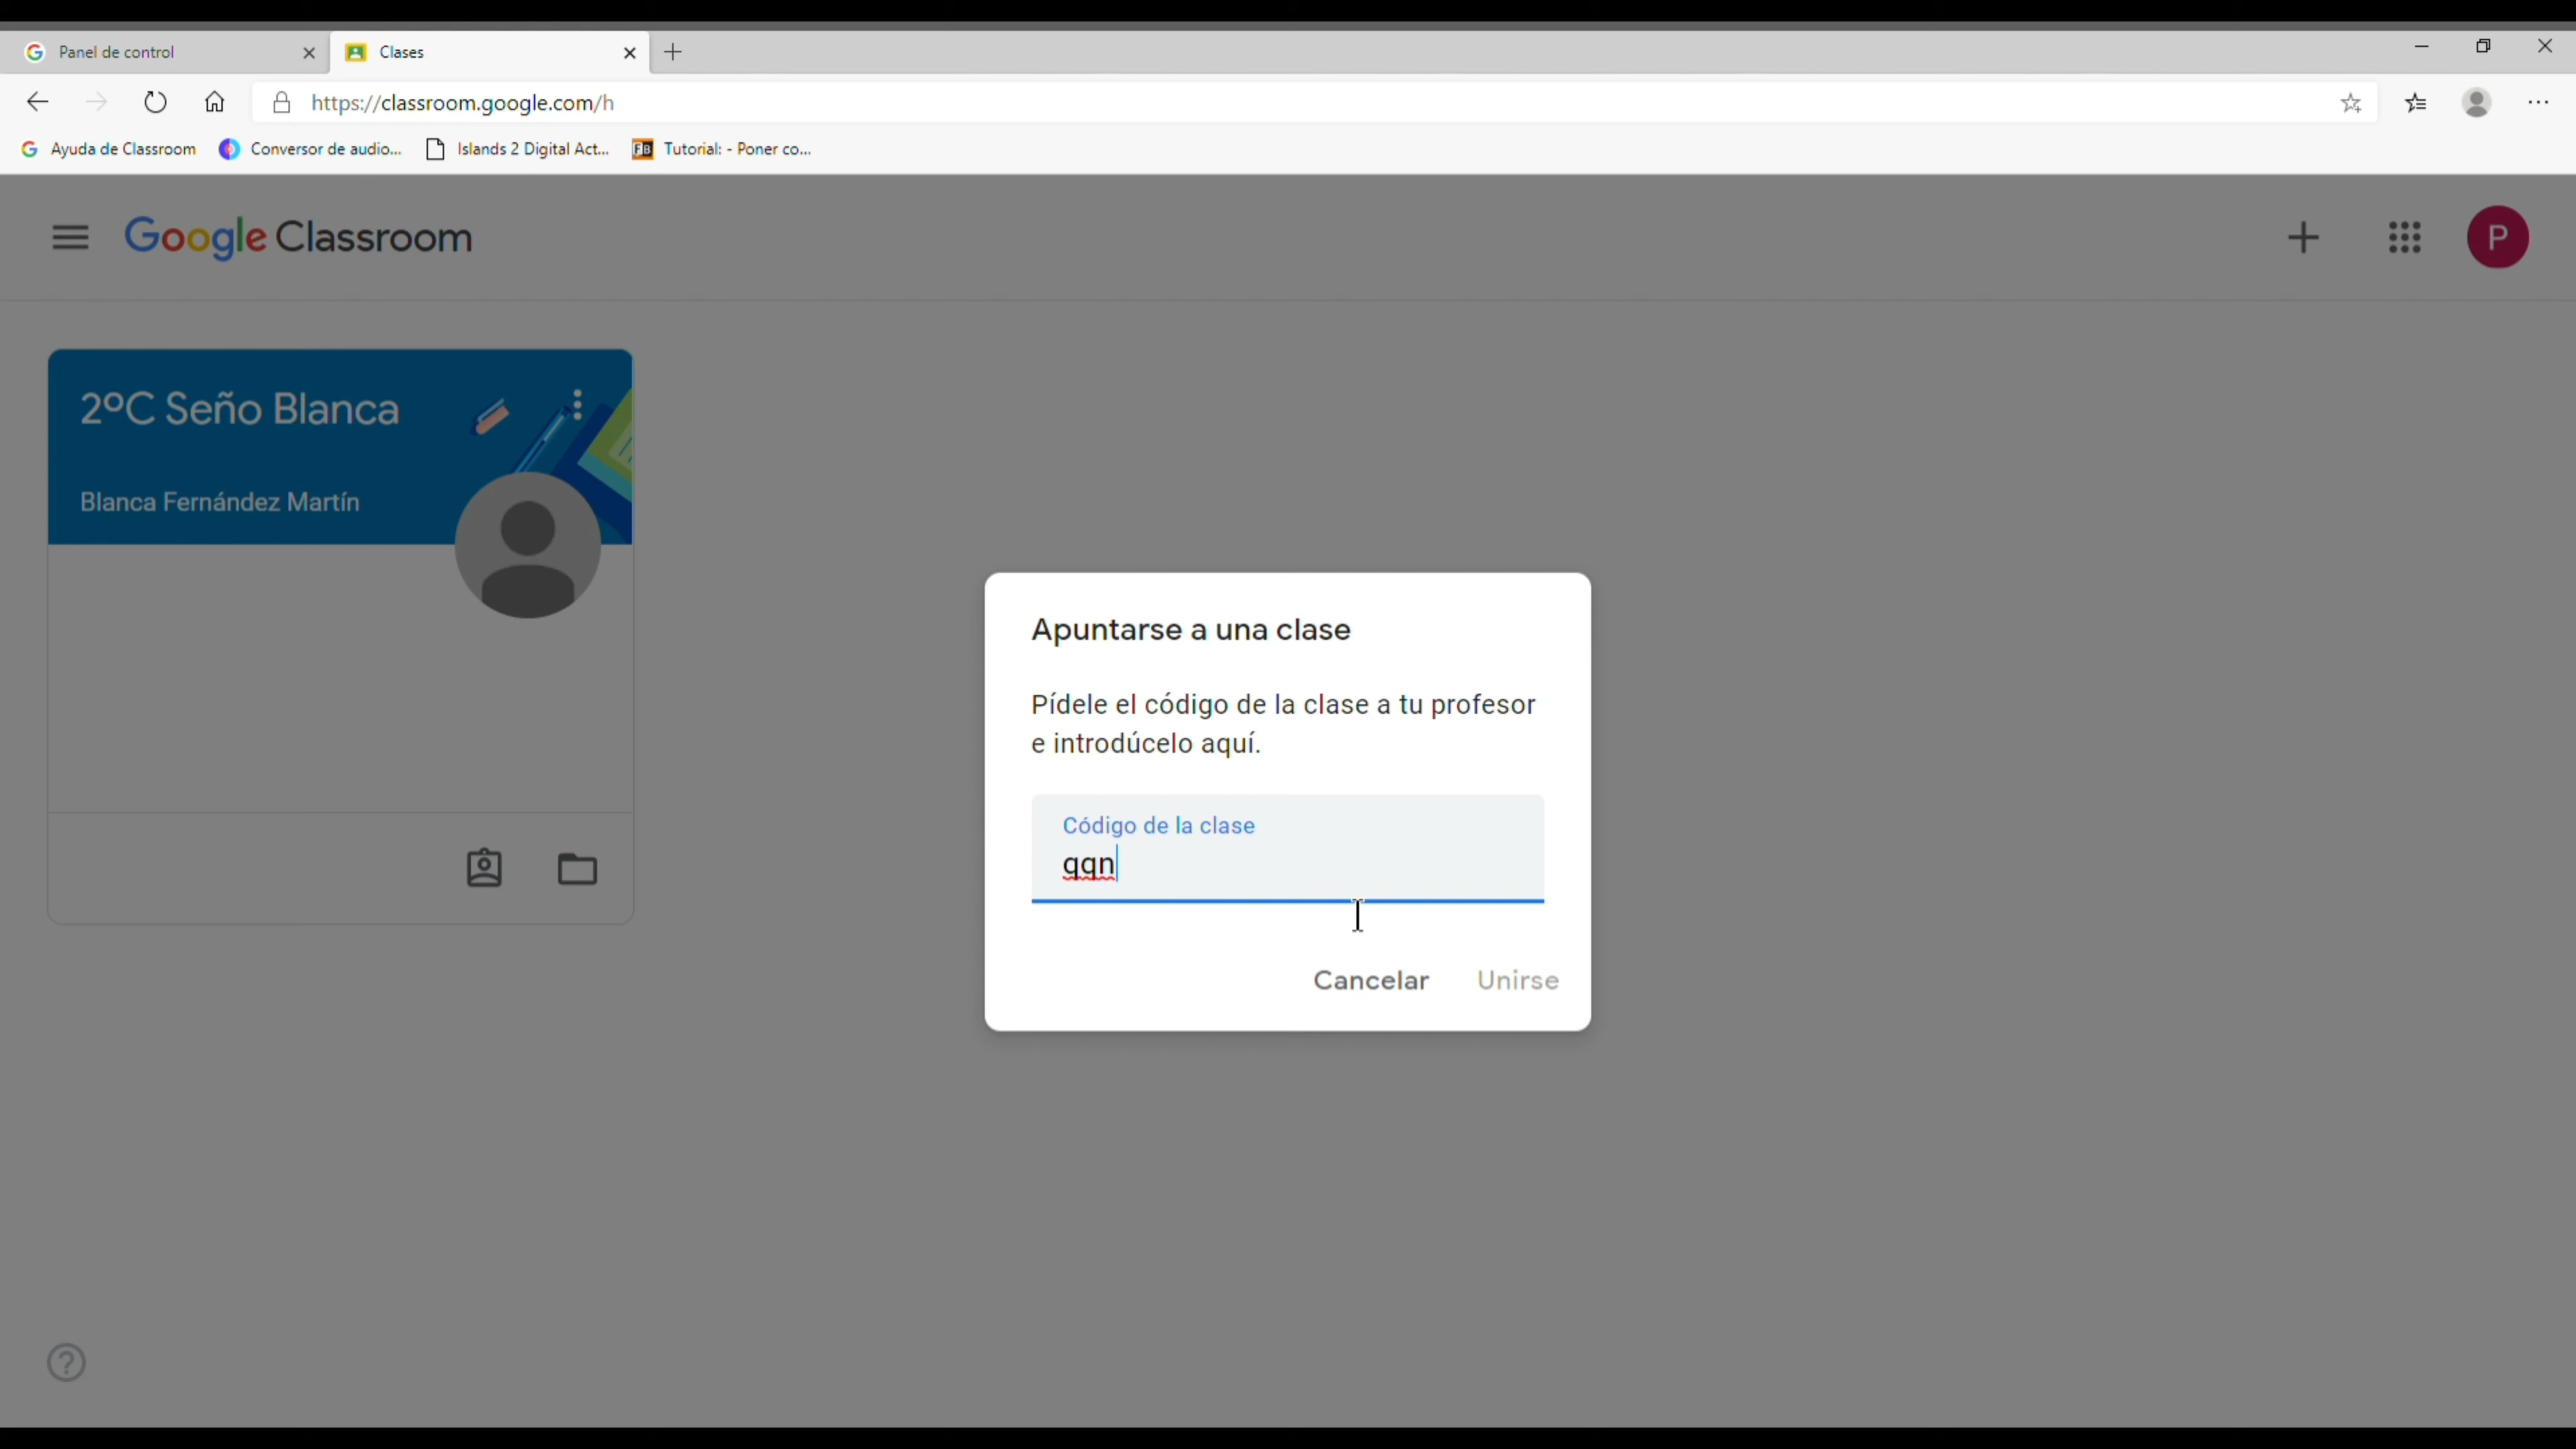 Panel de control
Clases
https://classroom.google.com/h
Ayuda de Classroom
Conversor de audio...
Islands 2 Digital Act...
FB
Tutorial: - Poner co...
Google Classroom
P
2ºC Seño Blanca
Blanca Fernández Martín
Apuntarse a una clase
Pídele el código de la clase a tu profesor
e introdúcelo aquí.
Código de la clase
qqn
Cancelar
Unirse